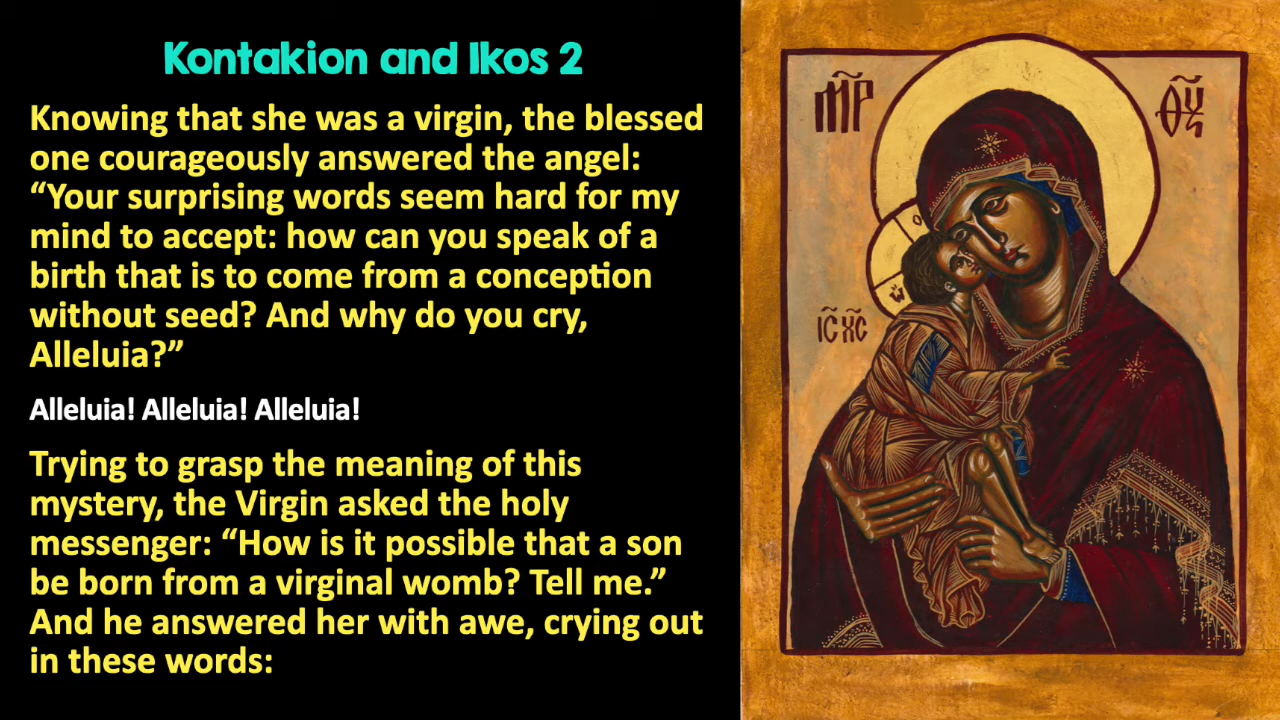 Kontakion and Ikos 2
Knowing that she was a virgin, the blessed
one courageously answered the angel:
“Your surprising words seem hard for my
mind to accept: how can you speak of a
birth that is to come from a conception
without seed? And why do you cry,
Alleluia?”
Alleluia! Alleluia! Alleluia!
Trying to grasp the meaning of this
mystery, the Virgin asked the holy
messenger: “How is it possible that a son
be born from a virginal womb? Tell me.”
And he answered her with awe, crying out
in these words:
М҃Р Ѳ҃Ѵ
О
Ѡ
І҃С Х҃С